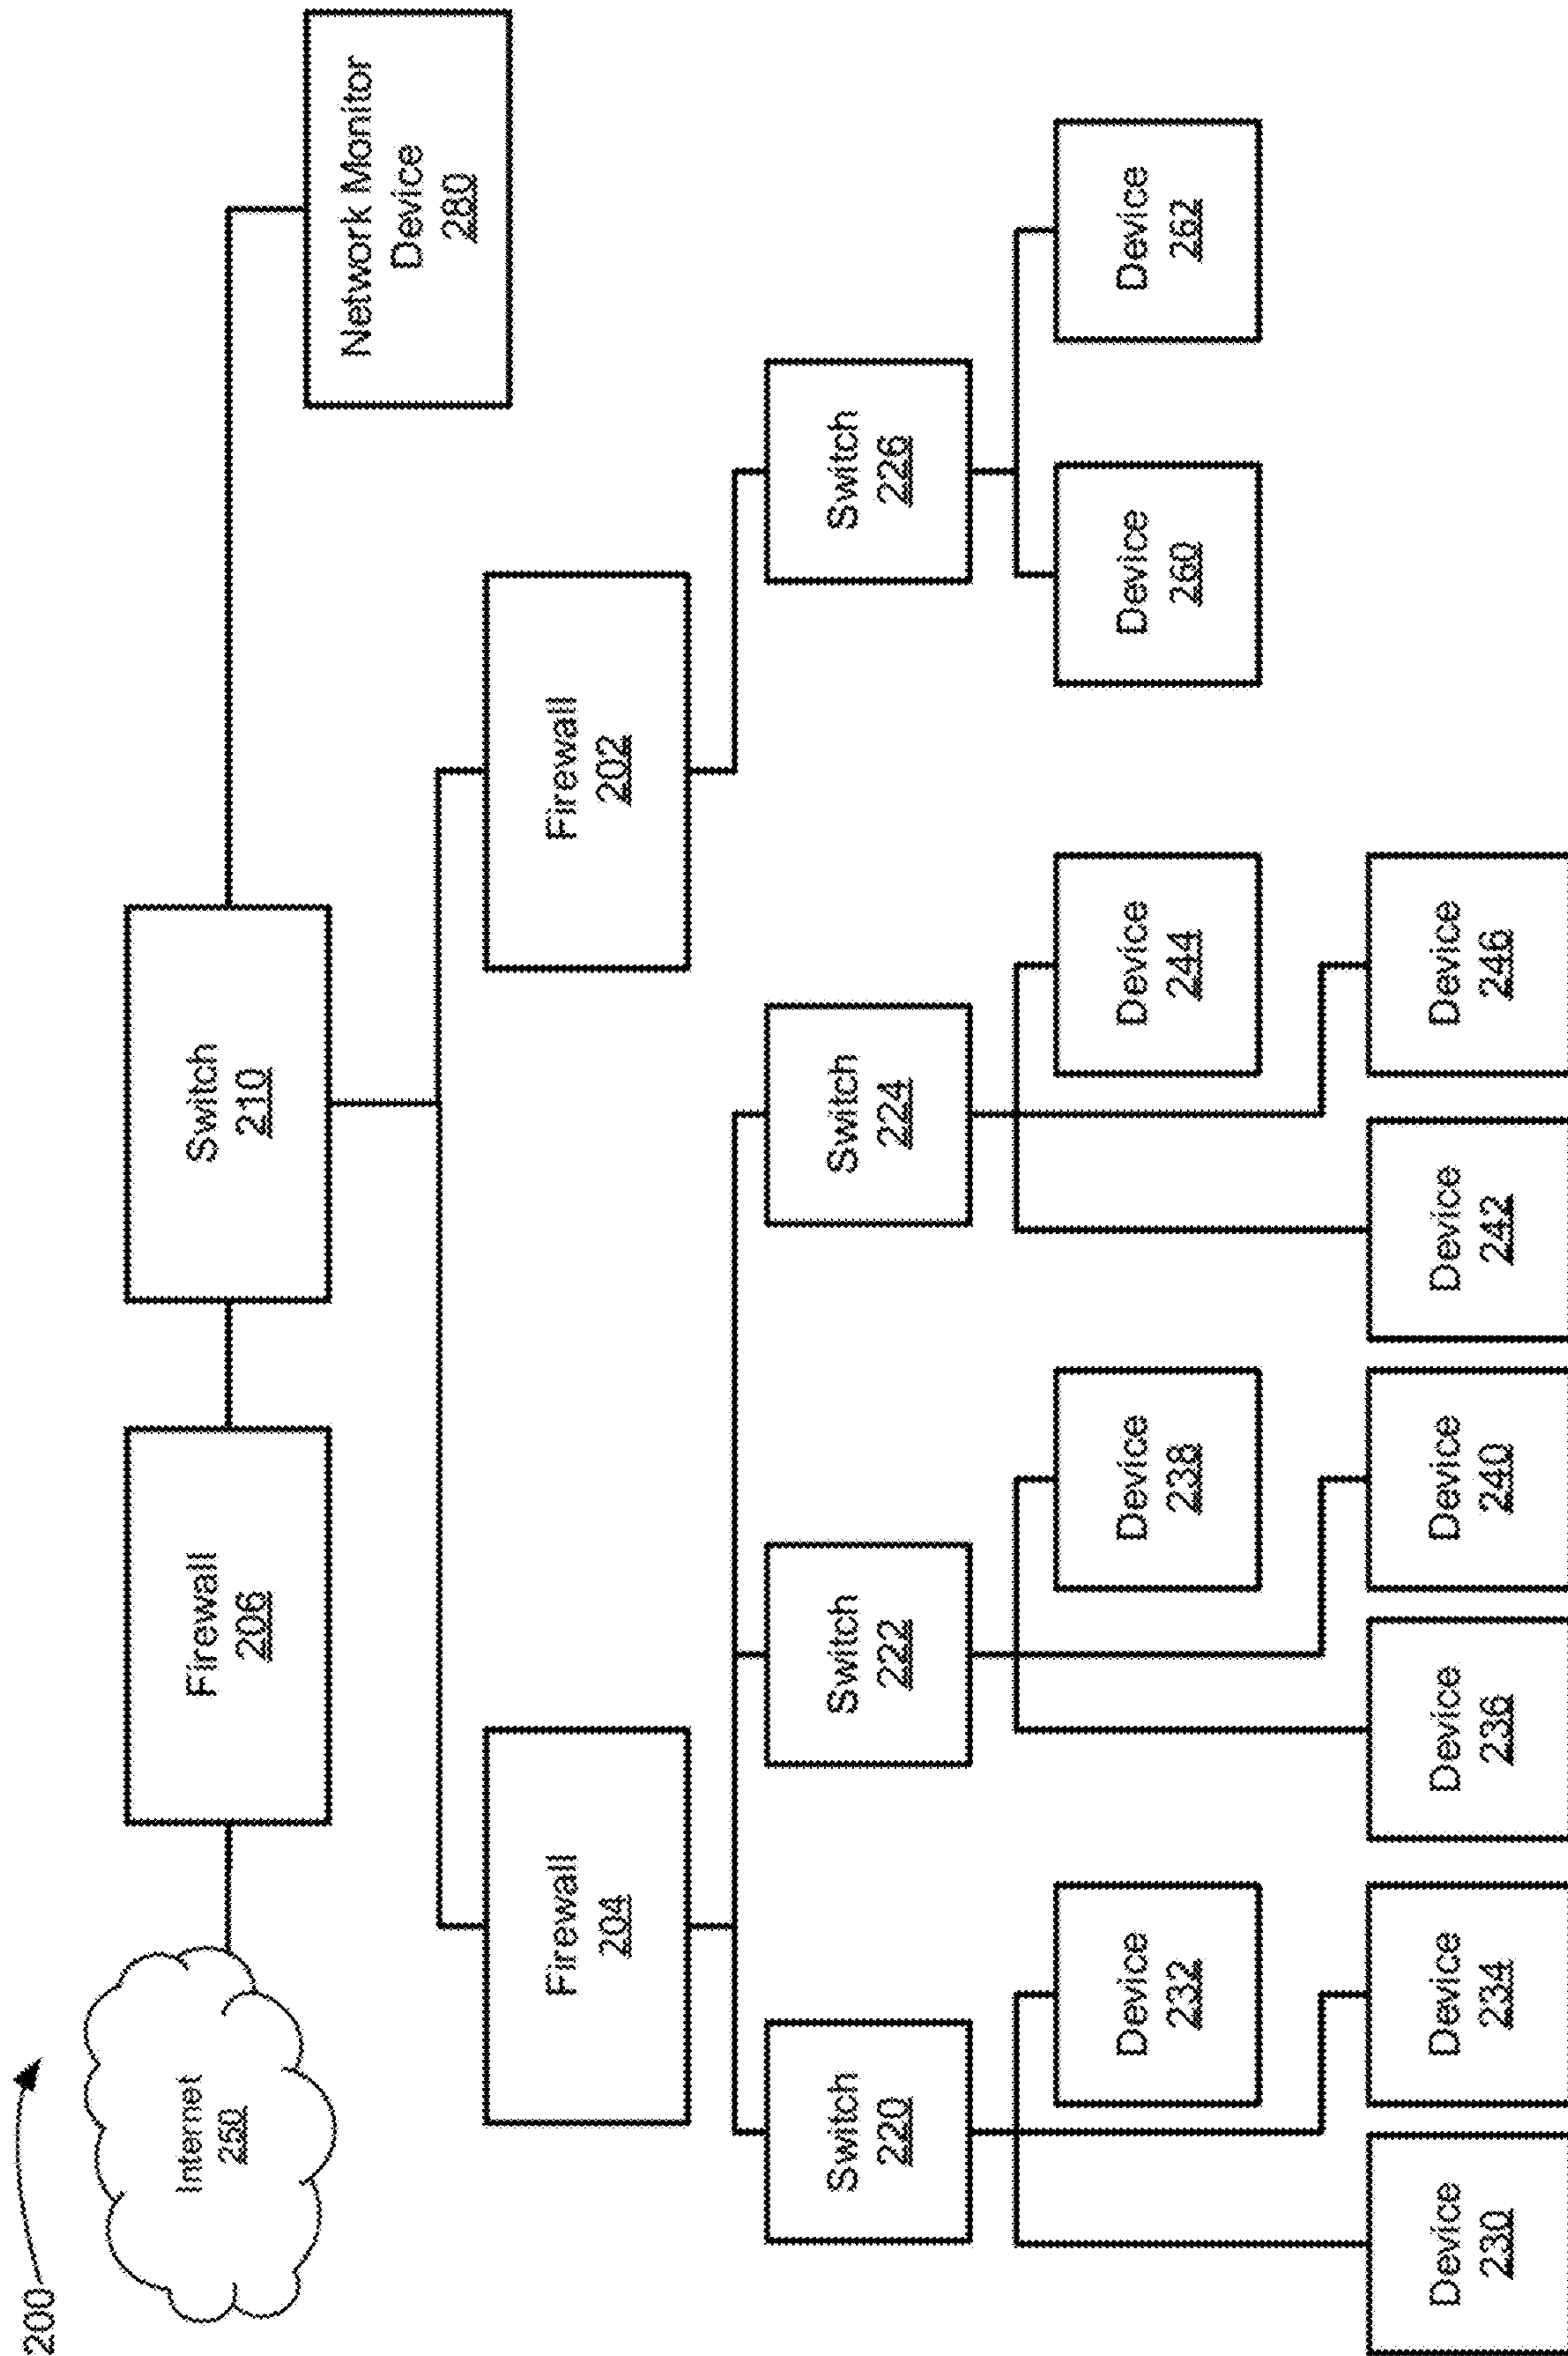 200
Internet
250
Firewall
206
Switch
210
Network Monitor
Device
280
Firewall
204
Firewall
202
Switch
220
Switch
222
Switch
224
Switch
226
Device
232
Device
238
Device
244
Device
260
Device
262
Device
230
Device
234
Device
236
Device
240
Device
242
Device
246